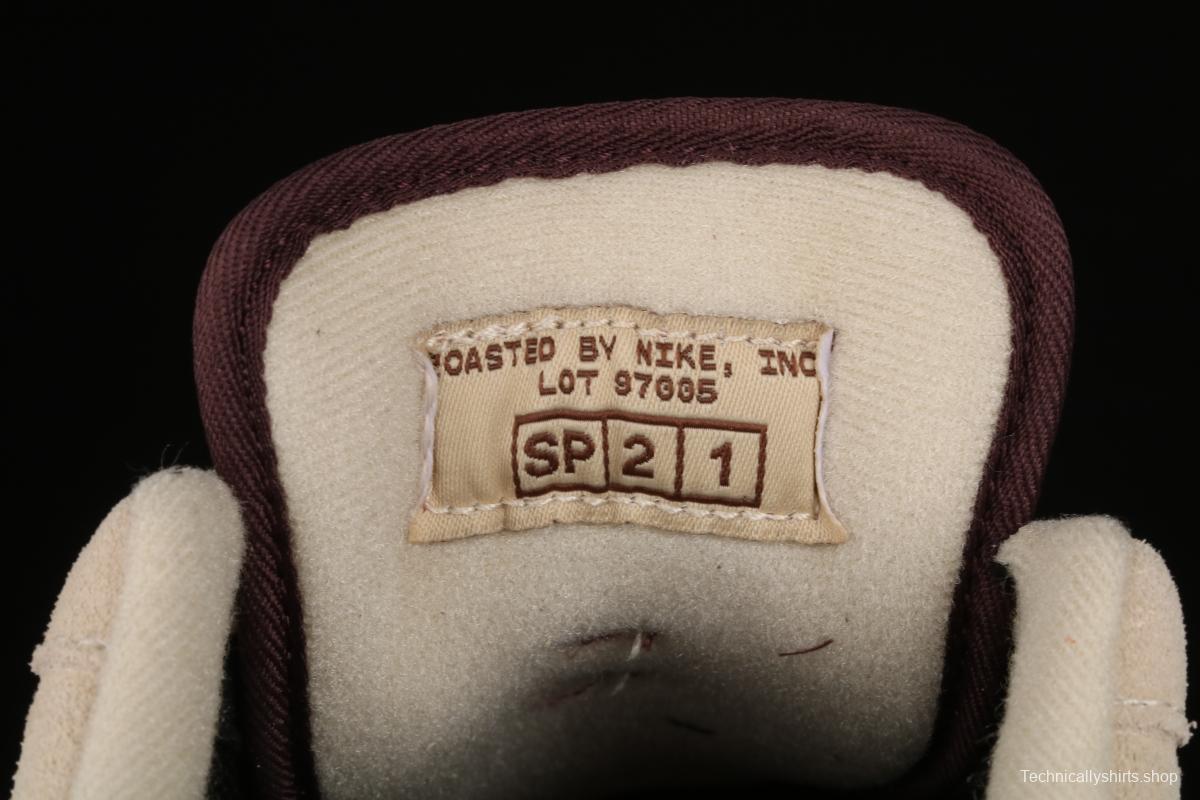 ROASTED BY NIKE, INC
LOT 97005
SP 2 1
Technicallyshirts.shop